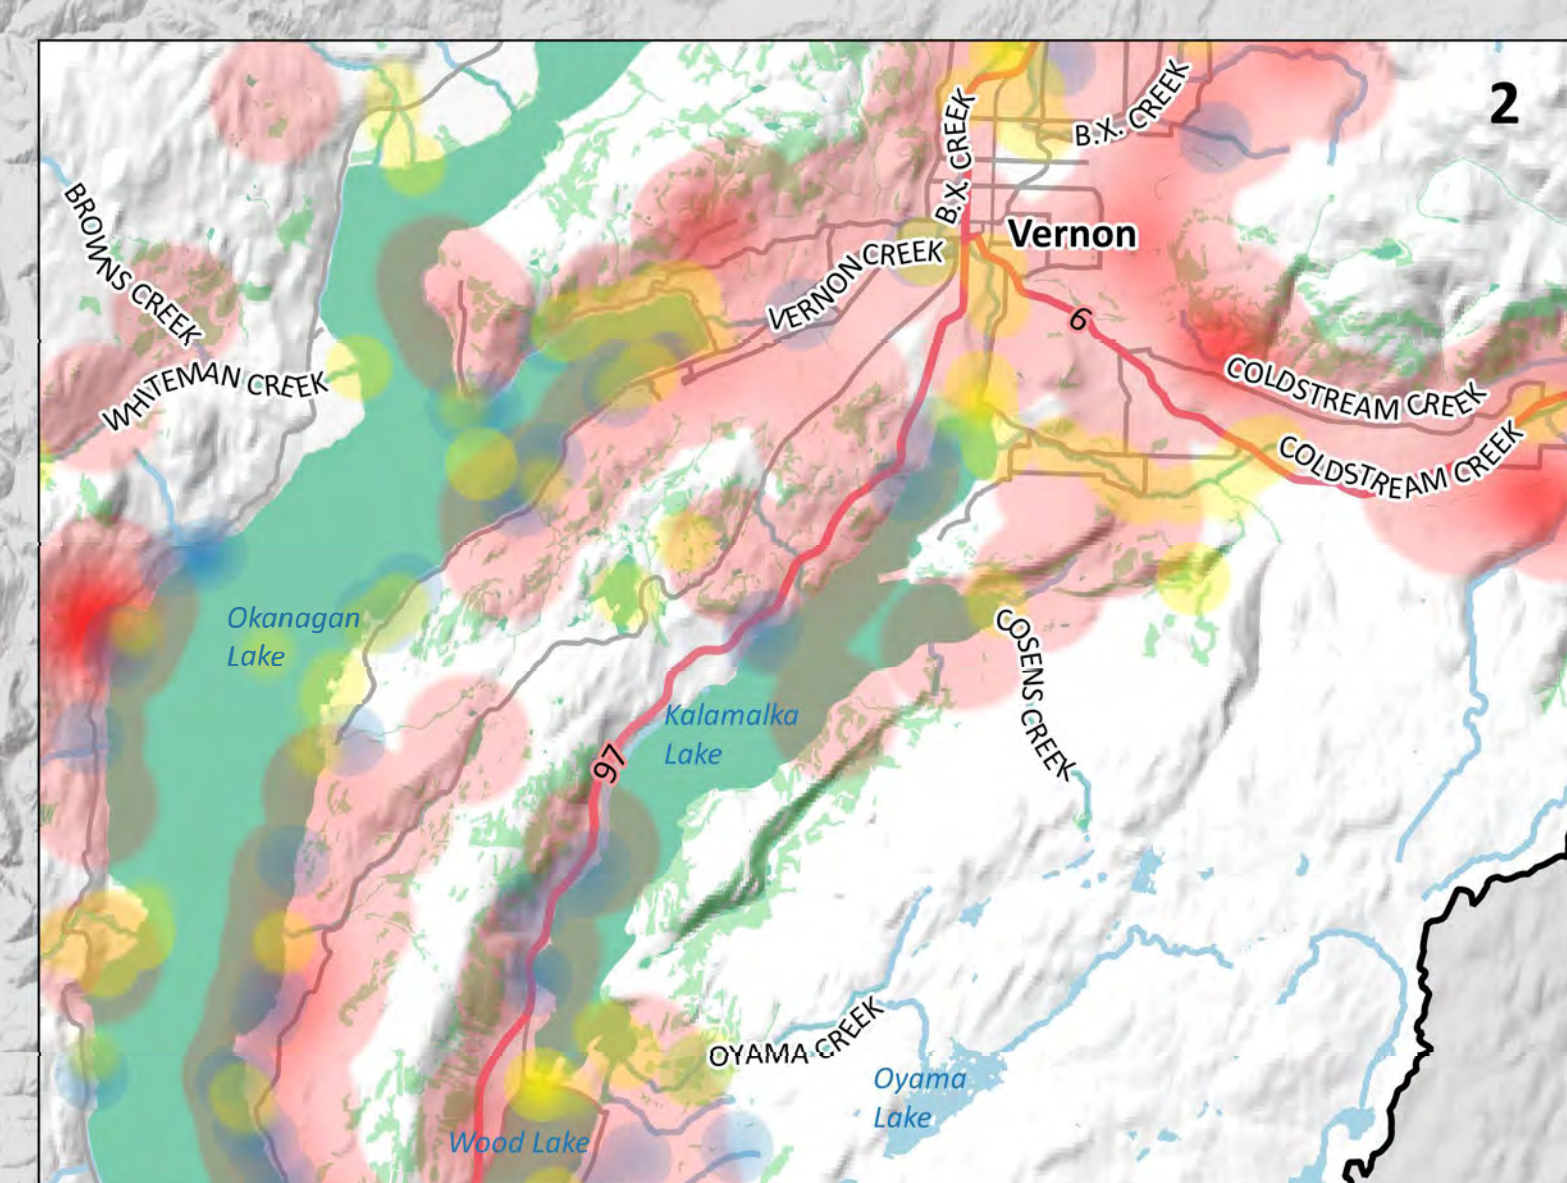 2
B.X. CREEK
B.X. CREEK
Vernon
BROWNS CREEK
VERNON CREEK
6
WHITEMAN CREEK
COLDSTREAM CREEK
COLDSTREAM CREEK
Okanagan
Lake
COSENS CREEK
Kalamalka
Lake
97
OYAMA CREEK
Oyama
Lake
Wood Lake